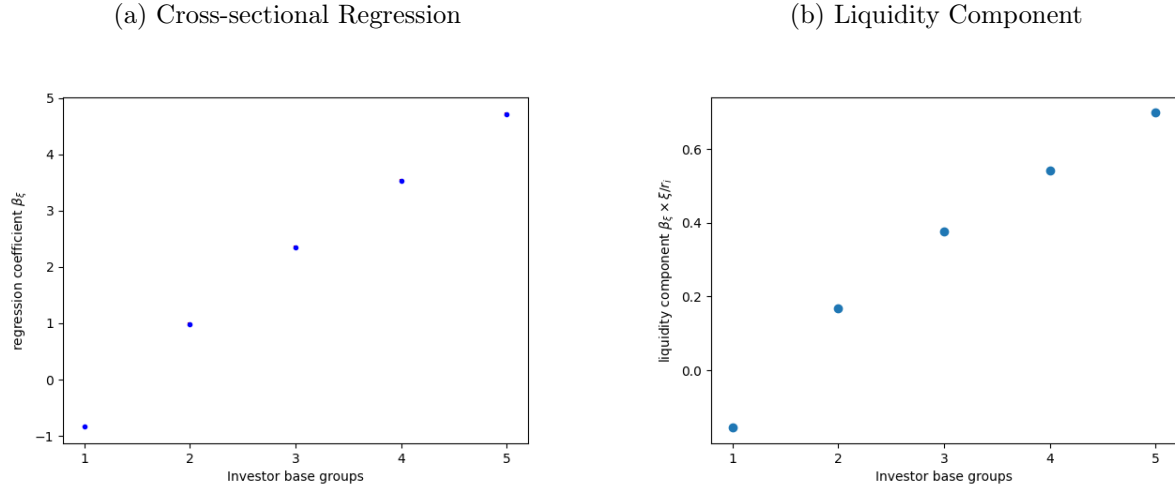 (a) Cross-sectional Regression
5
4
3
2
1
0
−1
regression coefficient βξ
1 2 3 4 5
Investor base groups
(b) Liquidity Component
0.6
0.4
0.2
0.0
liquidity component βξ × ξ/ri
1 2 3 4 5
Investor base groups